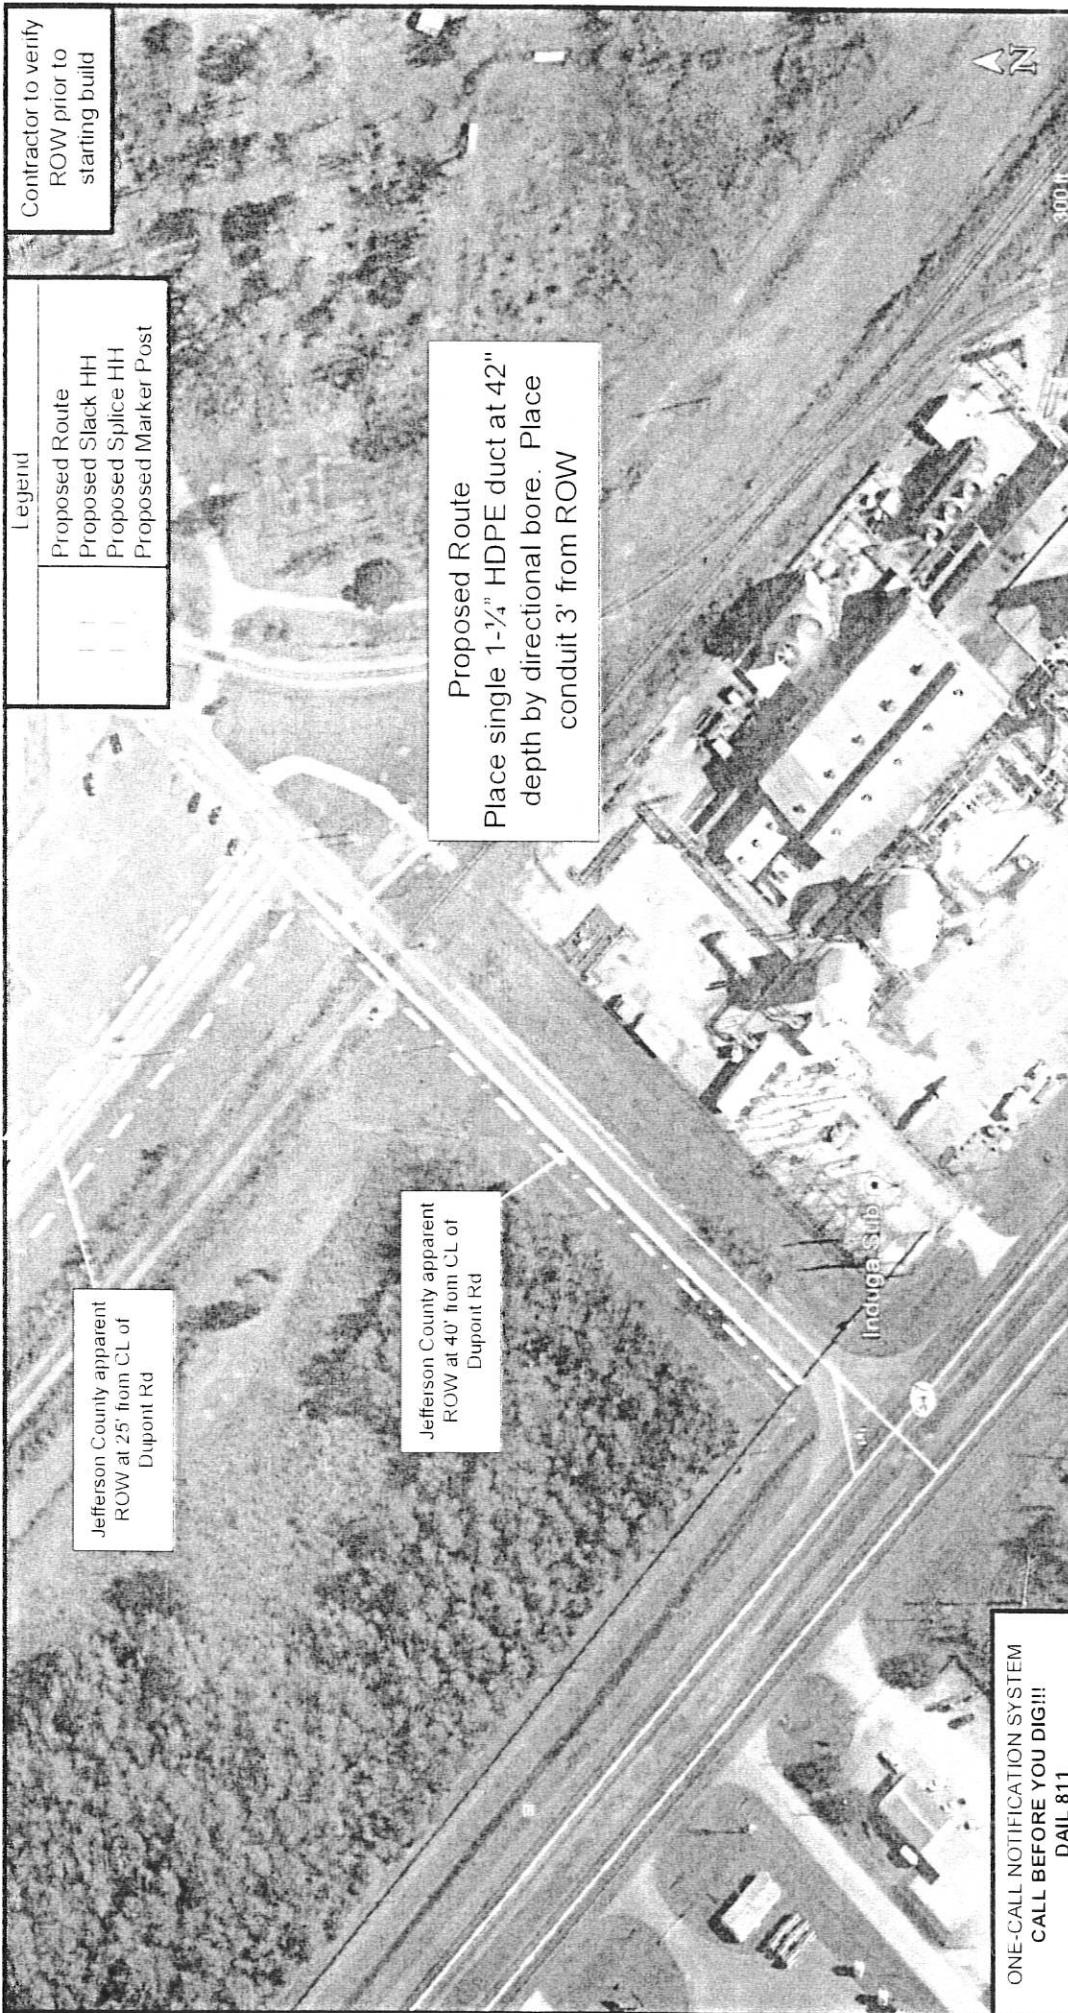 Contractor to verify
ROW prior to
starting build
Legend
Proposed Route
Proposed Slack HH
Proposed Splice HH
Proposed Marker Post
N
Proposed Route
Place single 1-¼" HDPE duct at 42"
depth by directional bore. Place
conduit 3' from ROW
Jefferson County apparent
ROW at 25' from CL of
Dupont Rd
Jefferson County apparent
ROW at 40' from CL of
Dupont Rd
Induga Sub
347
300 ft
ONE-CALL NOTIFICATION SYSTEM
CALL BEFORE YOU DIG!!!
DAIL 811